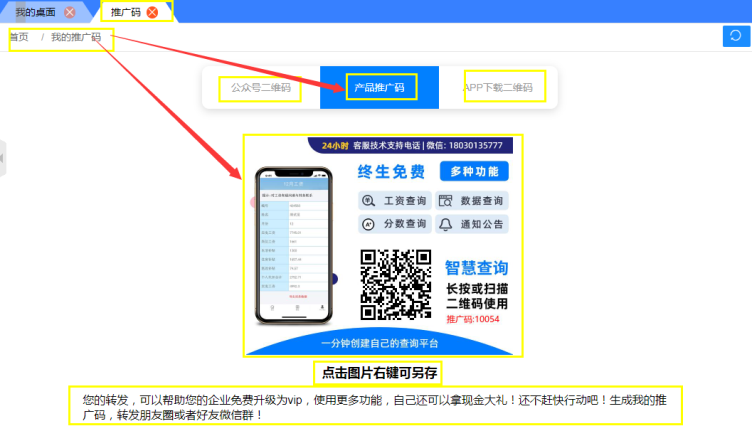 我的桌面 推广码
首页 / 我的推广码
公众号二维码 产品推广码 APP下载二维码
24小时 客服技术支持电话 | 微信: 18030135777
终生免费 多种功能
工资查询 数据查询
分数查询 通知公告
智慧查询
长按或扫描
二维码使用
推广码:10054
一分钟创建自己的查询平台
点击图片右键可另存
您的转发，可以帮助您的企业免费升级为vip，使用更多功能，自己还可以拿现金大礼！还不赶快行动吧！生成我的推
广码，转发朋友圈或者好友微信群！